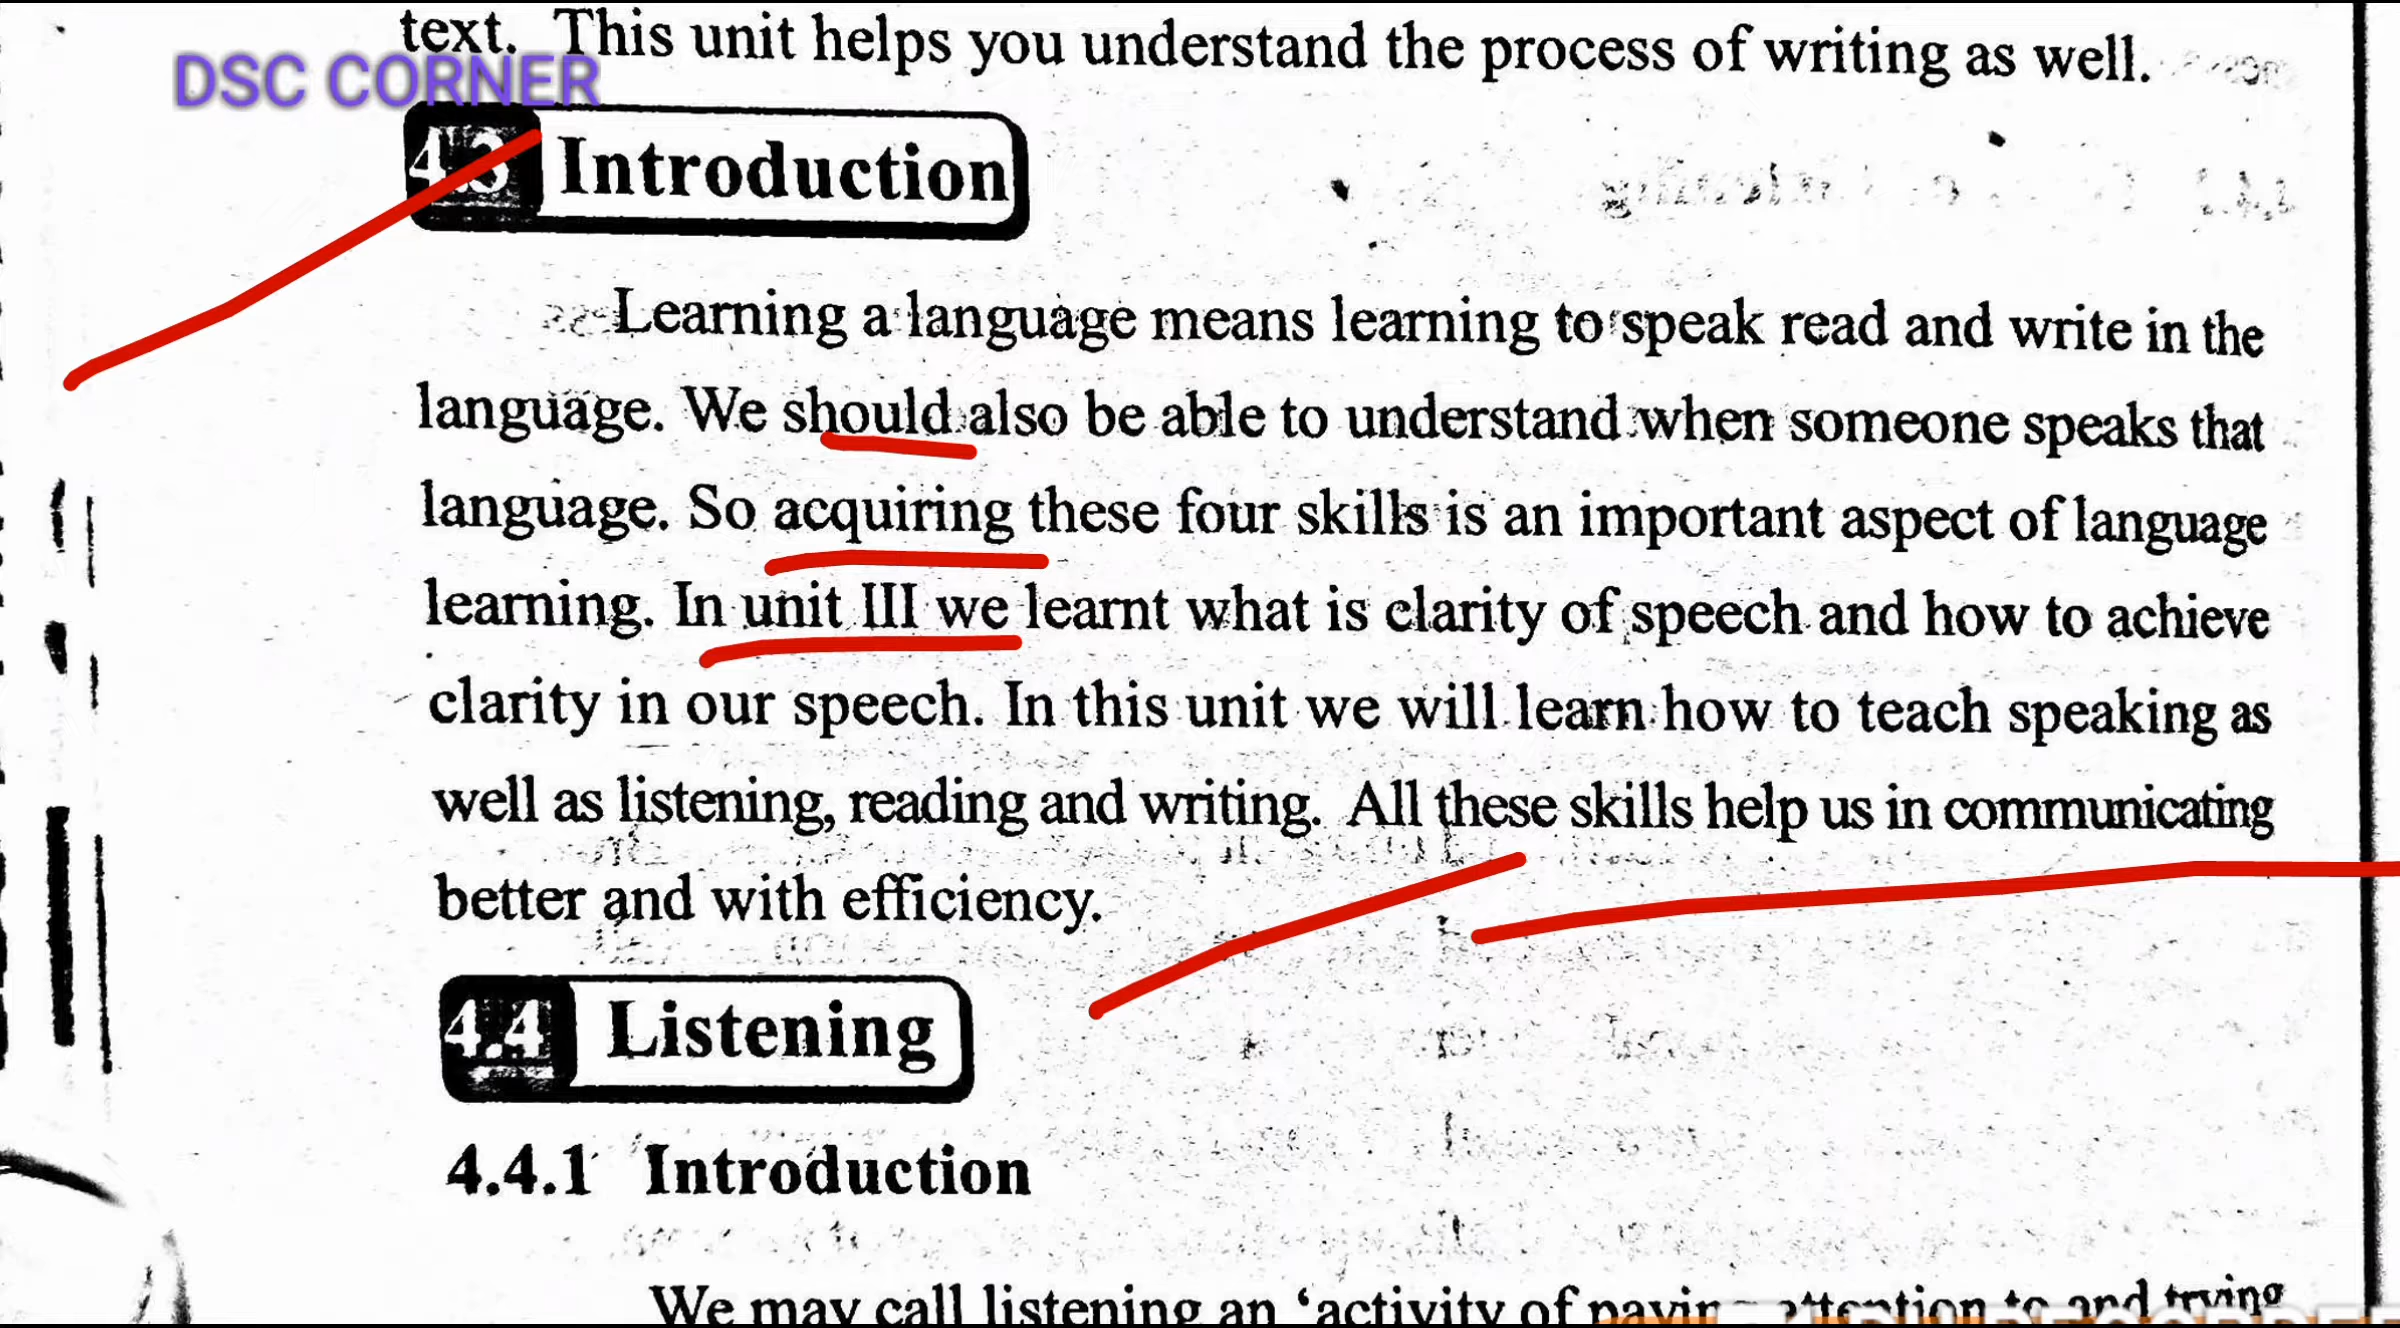 text. This unit helps you understand the process of writing as well.
DSC CORNER
4.3 Introduction
Learning a language means learning to speak read and write in the
language. We should also be able to understand when someone speaks that
language. So acquiring these four skills is an important aspect of language
learning. In unit III we learnt what is clarity of speech and how to achieve
clarity in our speech. In this unit we will learn how to teach speaking as
well as listening, reading and writing. All these skills help us in communicating
better and with efficiency.
4.4 Listening
4.4.1 Introduction
We may call listening an ‘activity of paying attention to and trying